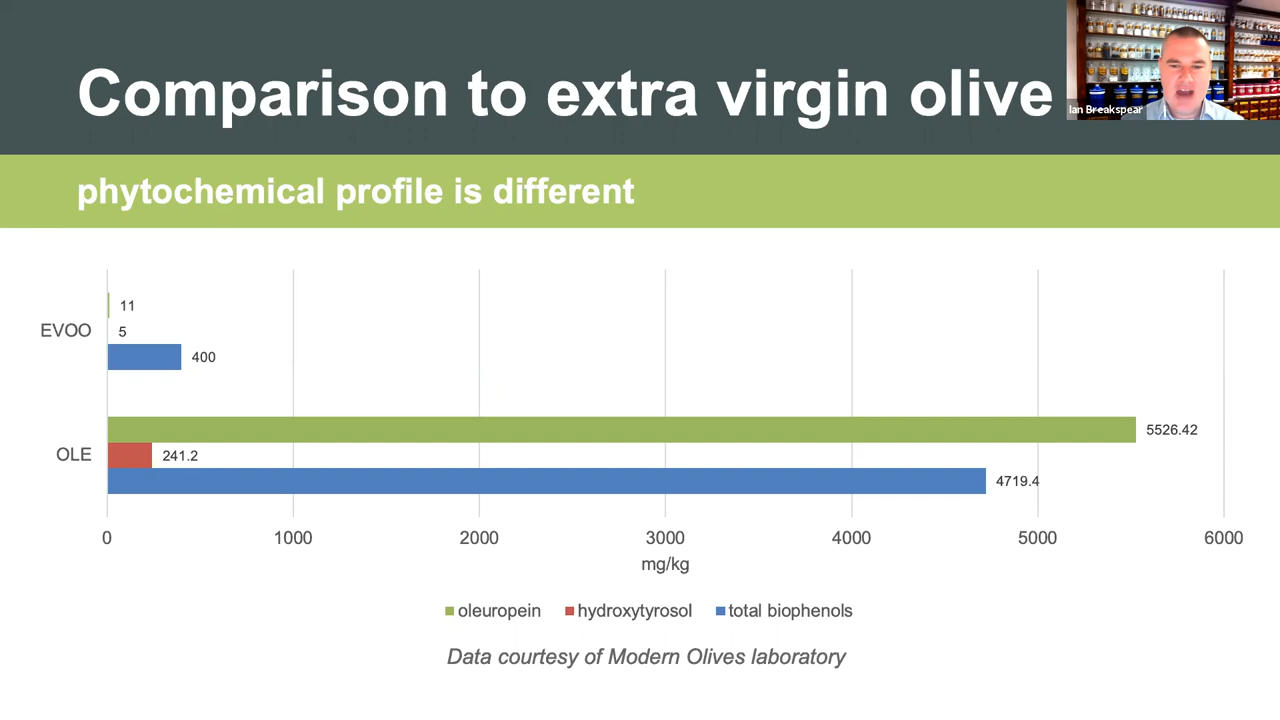 Comparison to extra virgin olive
Ian Breakspear
phytochemical profile is different
EVOO
11
5
400
OLE
5526.42
241.2
4719.4
0 1000 2000 3000 4000 5000 6000
mg/kg
oleuropein hydroxytyrosol total biophenols
Data courtesy of Modern Olives laboratory